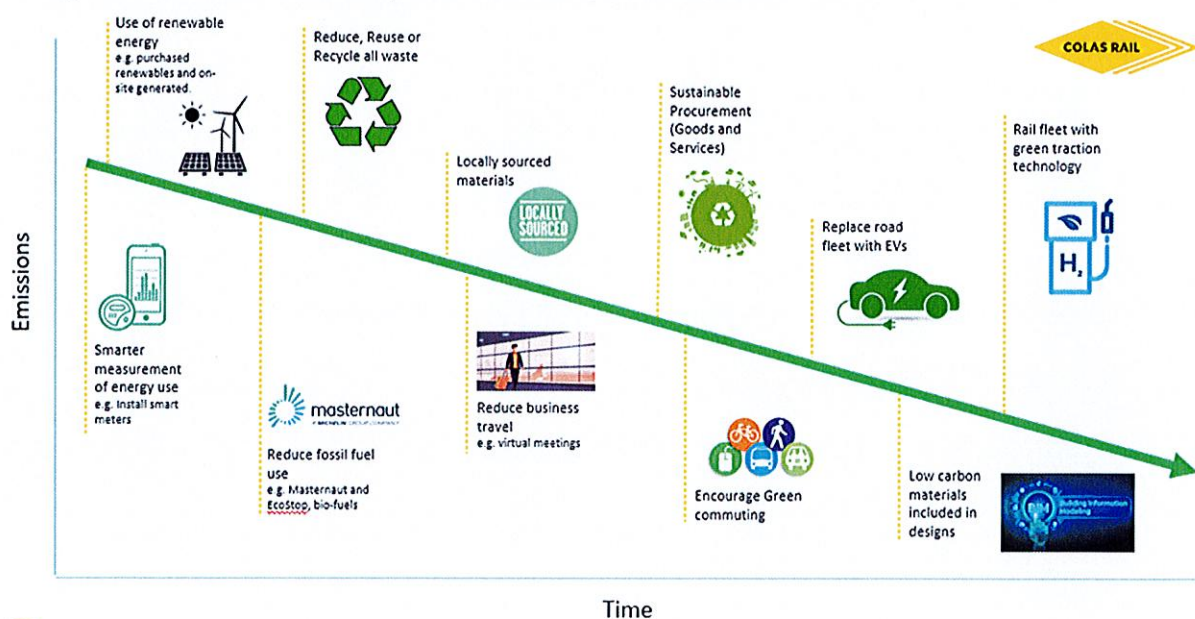 Use of renewable
energy
e.g. purchased
renewables and on-
site generated.
Reduce, Reuse or
Recycle all waste
COLAS RAIL
Sustainable
Procurement
(Goods and
Services)
Rail fleet with
green traction
technology
Locally sourced
materials
LOCALLY
SOURCED
Replace road
fleet with EVs
H₂
Emissions
Smarter
measurement
of energy use
e.g. Install smart
meters
masternaut
A MICHELIN GROUP COMPANY
Reduce fossil fuel
use
e.g. Masternaut and
EcoStop, bio-fuels
Reduce business
travel
e.g. virtual meetings
Encourage Green
commuting
Low carbon
materials
included in
designs
BIM
Building Information
Modeling
Time